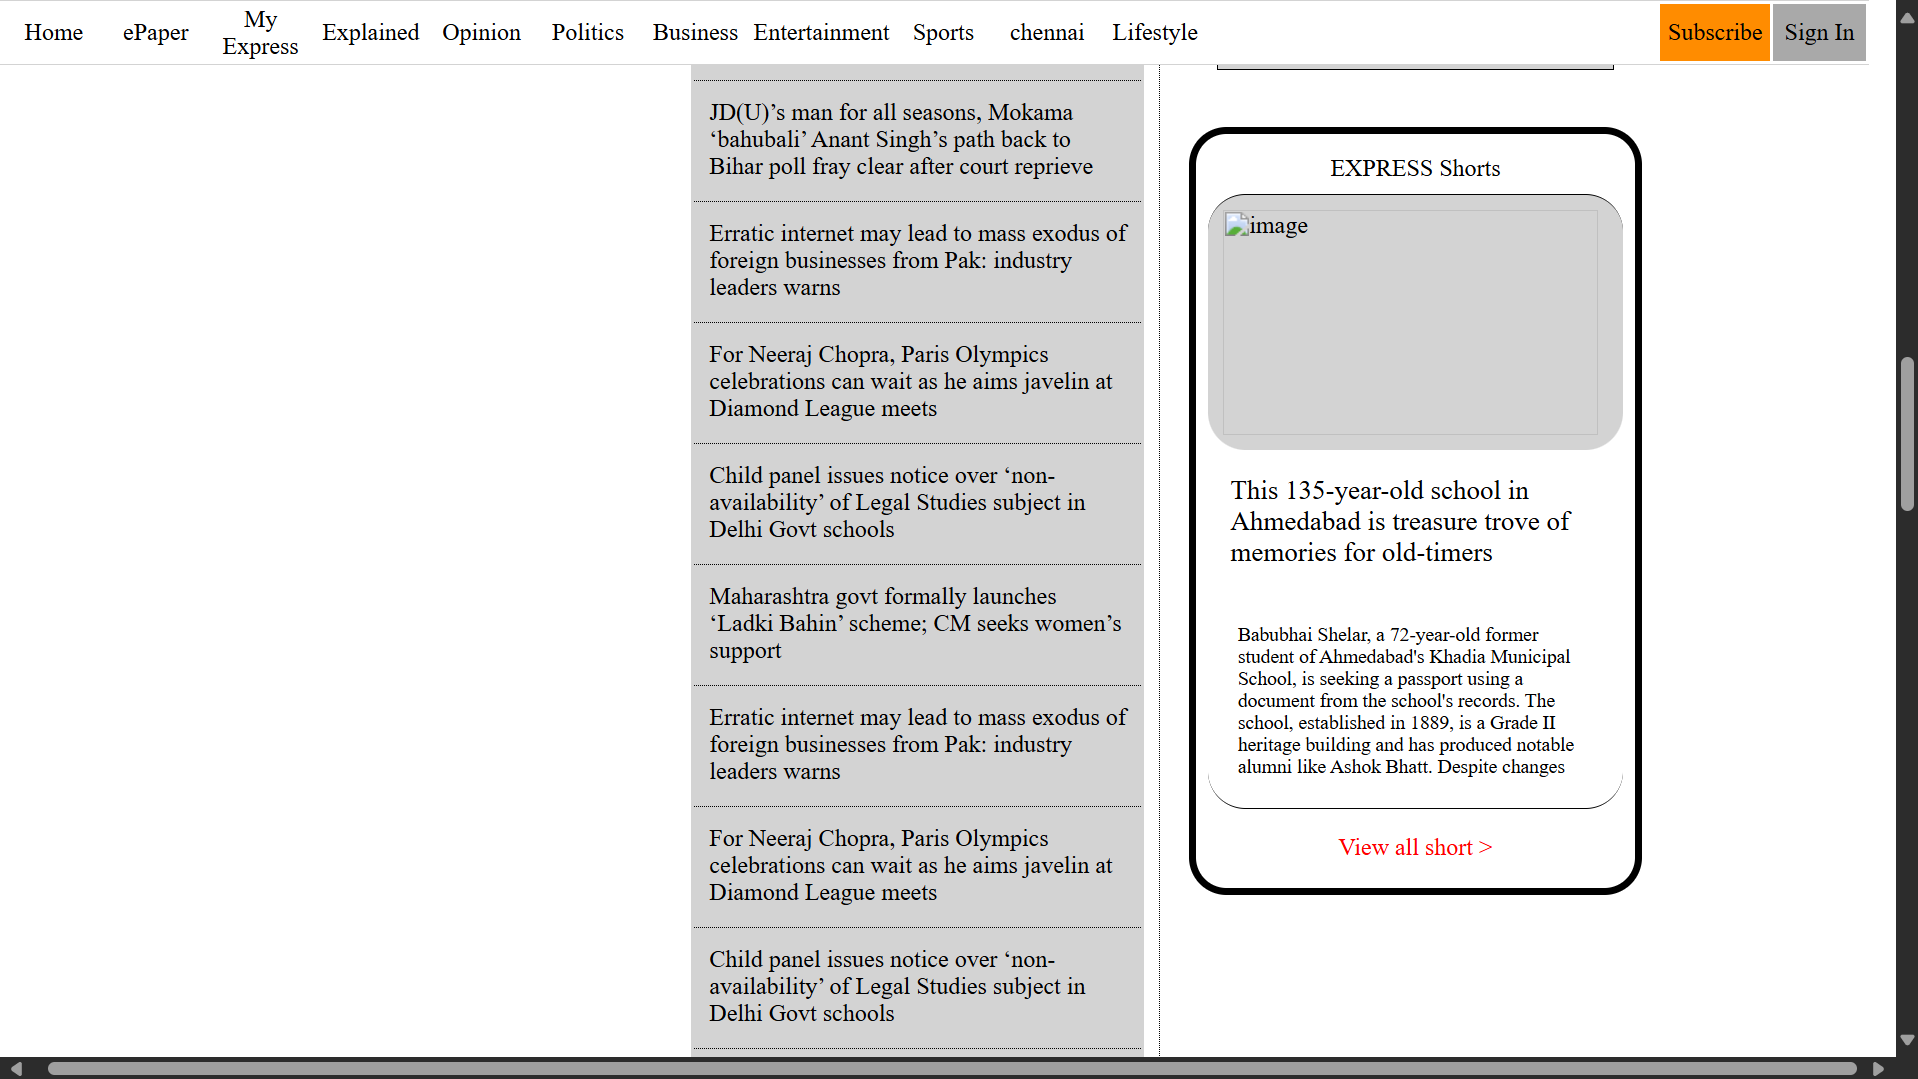 Home ePaper My Express Explained Opinion Politics Business Entertainment Sports chennai Lifestyle Subscribe Sign In
JD(U)’s man for all seasons, Mokama
‘bahubali’ Anant Singh’s path back to
Bihar poll fray clear after court reprieve
Erratic internet may lead to mass exodus of
foreign businesses from Pak: industry
leaders warns
For Neeraj Chopra, Paris Olympics
celebrations can wait as he aims javelin at
Diamond League meets
Child panel issues notice over ‘non-
availability’ of Legal Studies subject in
Delhi Govt schools
Maharashtra govt formally launches
‘Ladki Bahin’ scheme; CM seeks women’s
support
Erratic internet may lead to mass exodus of
foreign businesses from Pak: industry
leaders warns
For Neeraj Chopra, Paris Olympics
celebrations can wait as he aims javelin at
Diamond League meets
Child panel issues notice over ‘non-
availability’ of Legal Studies subject in
Delhi Govt schools
EXPRESS Shorts
image
This 135-year-old school in
Ahmedabad is treasure trove of
memories for old-timers
Babubhai Shelar, a 72-year-old former
student of Ahmedabad's Khadia Municipal
School, is seeking a passport using a
document from the school's records. The
school, established in 1889, is a Grade II
heritage building and has produced notable
alumni like Ashok Bhatt. Despite changes
View all short >